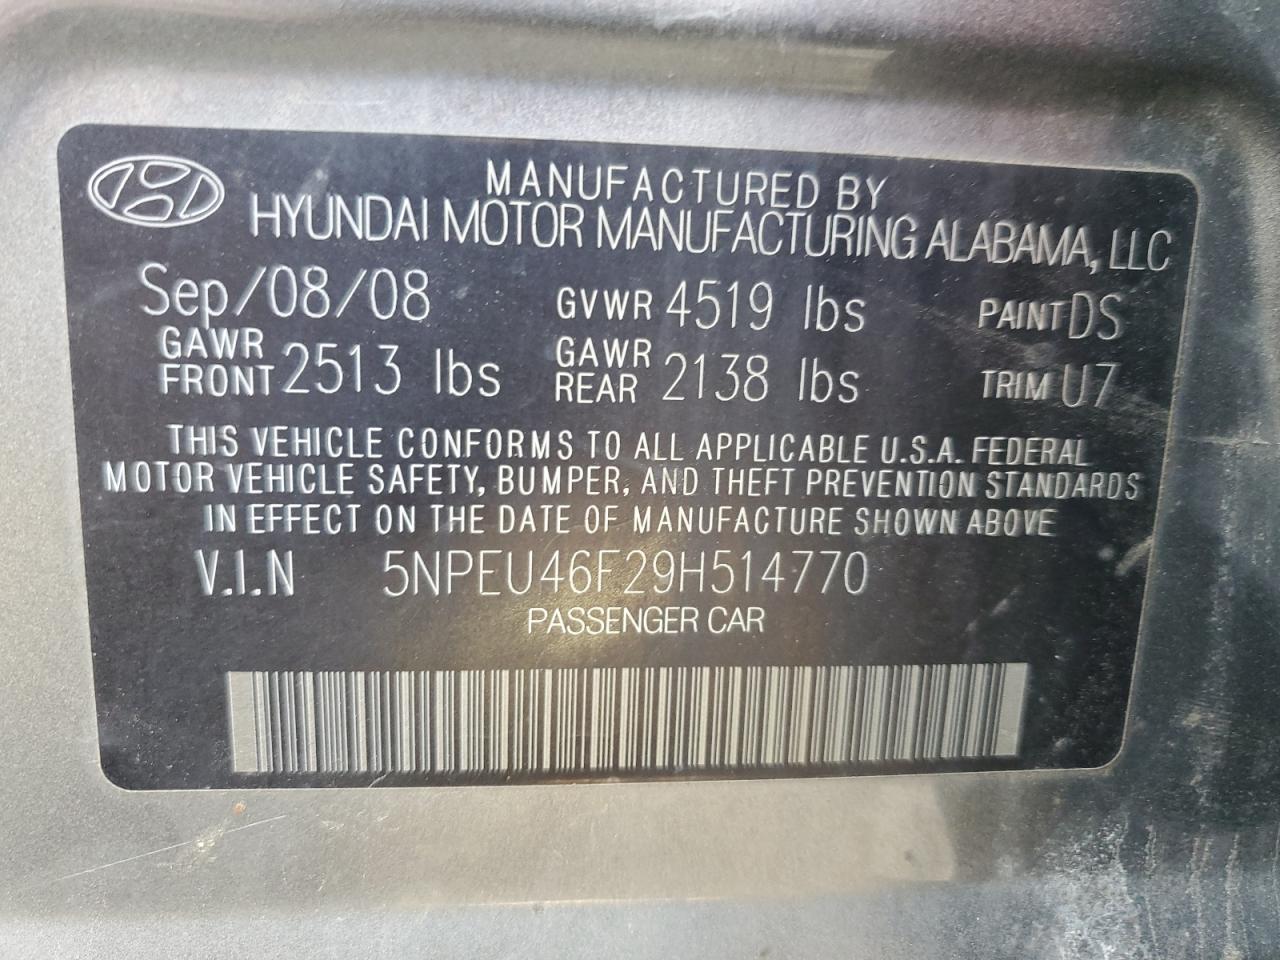 MANUFACTURED BY
HYUNDAI MOTOR MANUFACTURING ALABAMA, LLC
Sep/08/08 GVWR 4519 lbs PAINT DS
GAWR FRONT 2513 lbs GAWR REAR 2138 lbs TRIM U7
THIS VEHICLE CONFORMS TO ALL APPLICABLE U.S.A. FEDERAL
MOTOR VEHICLE SAFETY, BUMPER, AND THEFT PREVENTION STANDARDS
IN EFFECT ON THE DATE OF MANUFACTURE SHOWN ABOVE
V.I.N 5NPEU46F29H514770
PASSENGER CAR